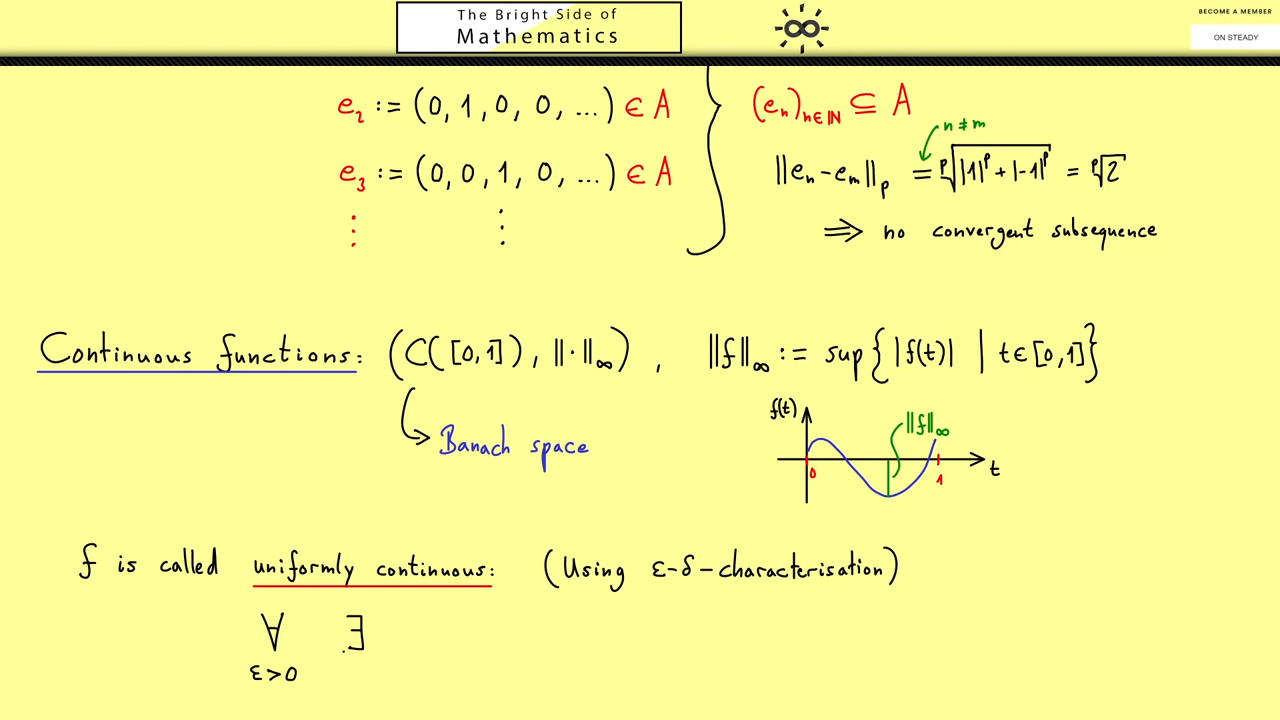 The Bright Side of
Mathematics
BECOME A MEMBER
ON STEADY
e₂ := (0, 1, 0, 0, ...) ∈ A
e₃ := (0, 0, 1, 0, ...) ∈ A
⋮ ⋮
(eₙ)ₙ∈ℕ ⊆ A
n ≠ m
‖eₙ - eₘ‖ₚ = ᵖ√(|1|ᵖ + |-1|ᵖ) = ᵖ√2
⟹ no convergent subsequence
Continuous functions: (C([0,1]), ‖·‖∞) , ‖f‖∞ := sup{ |f(t)| | t ∈ [0,1] }
Banach space
f(t)
‖f‖∞
0 1 t
f is called uniformly continuous: (Using ε-δ-characterisation)
∀ ∃
ε>0